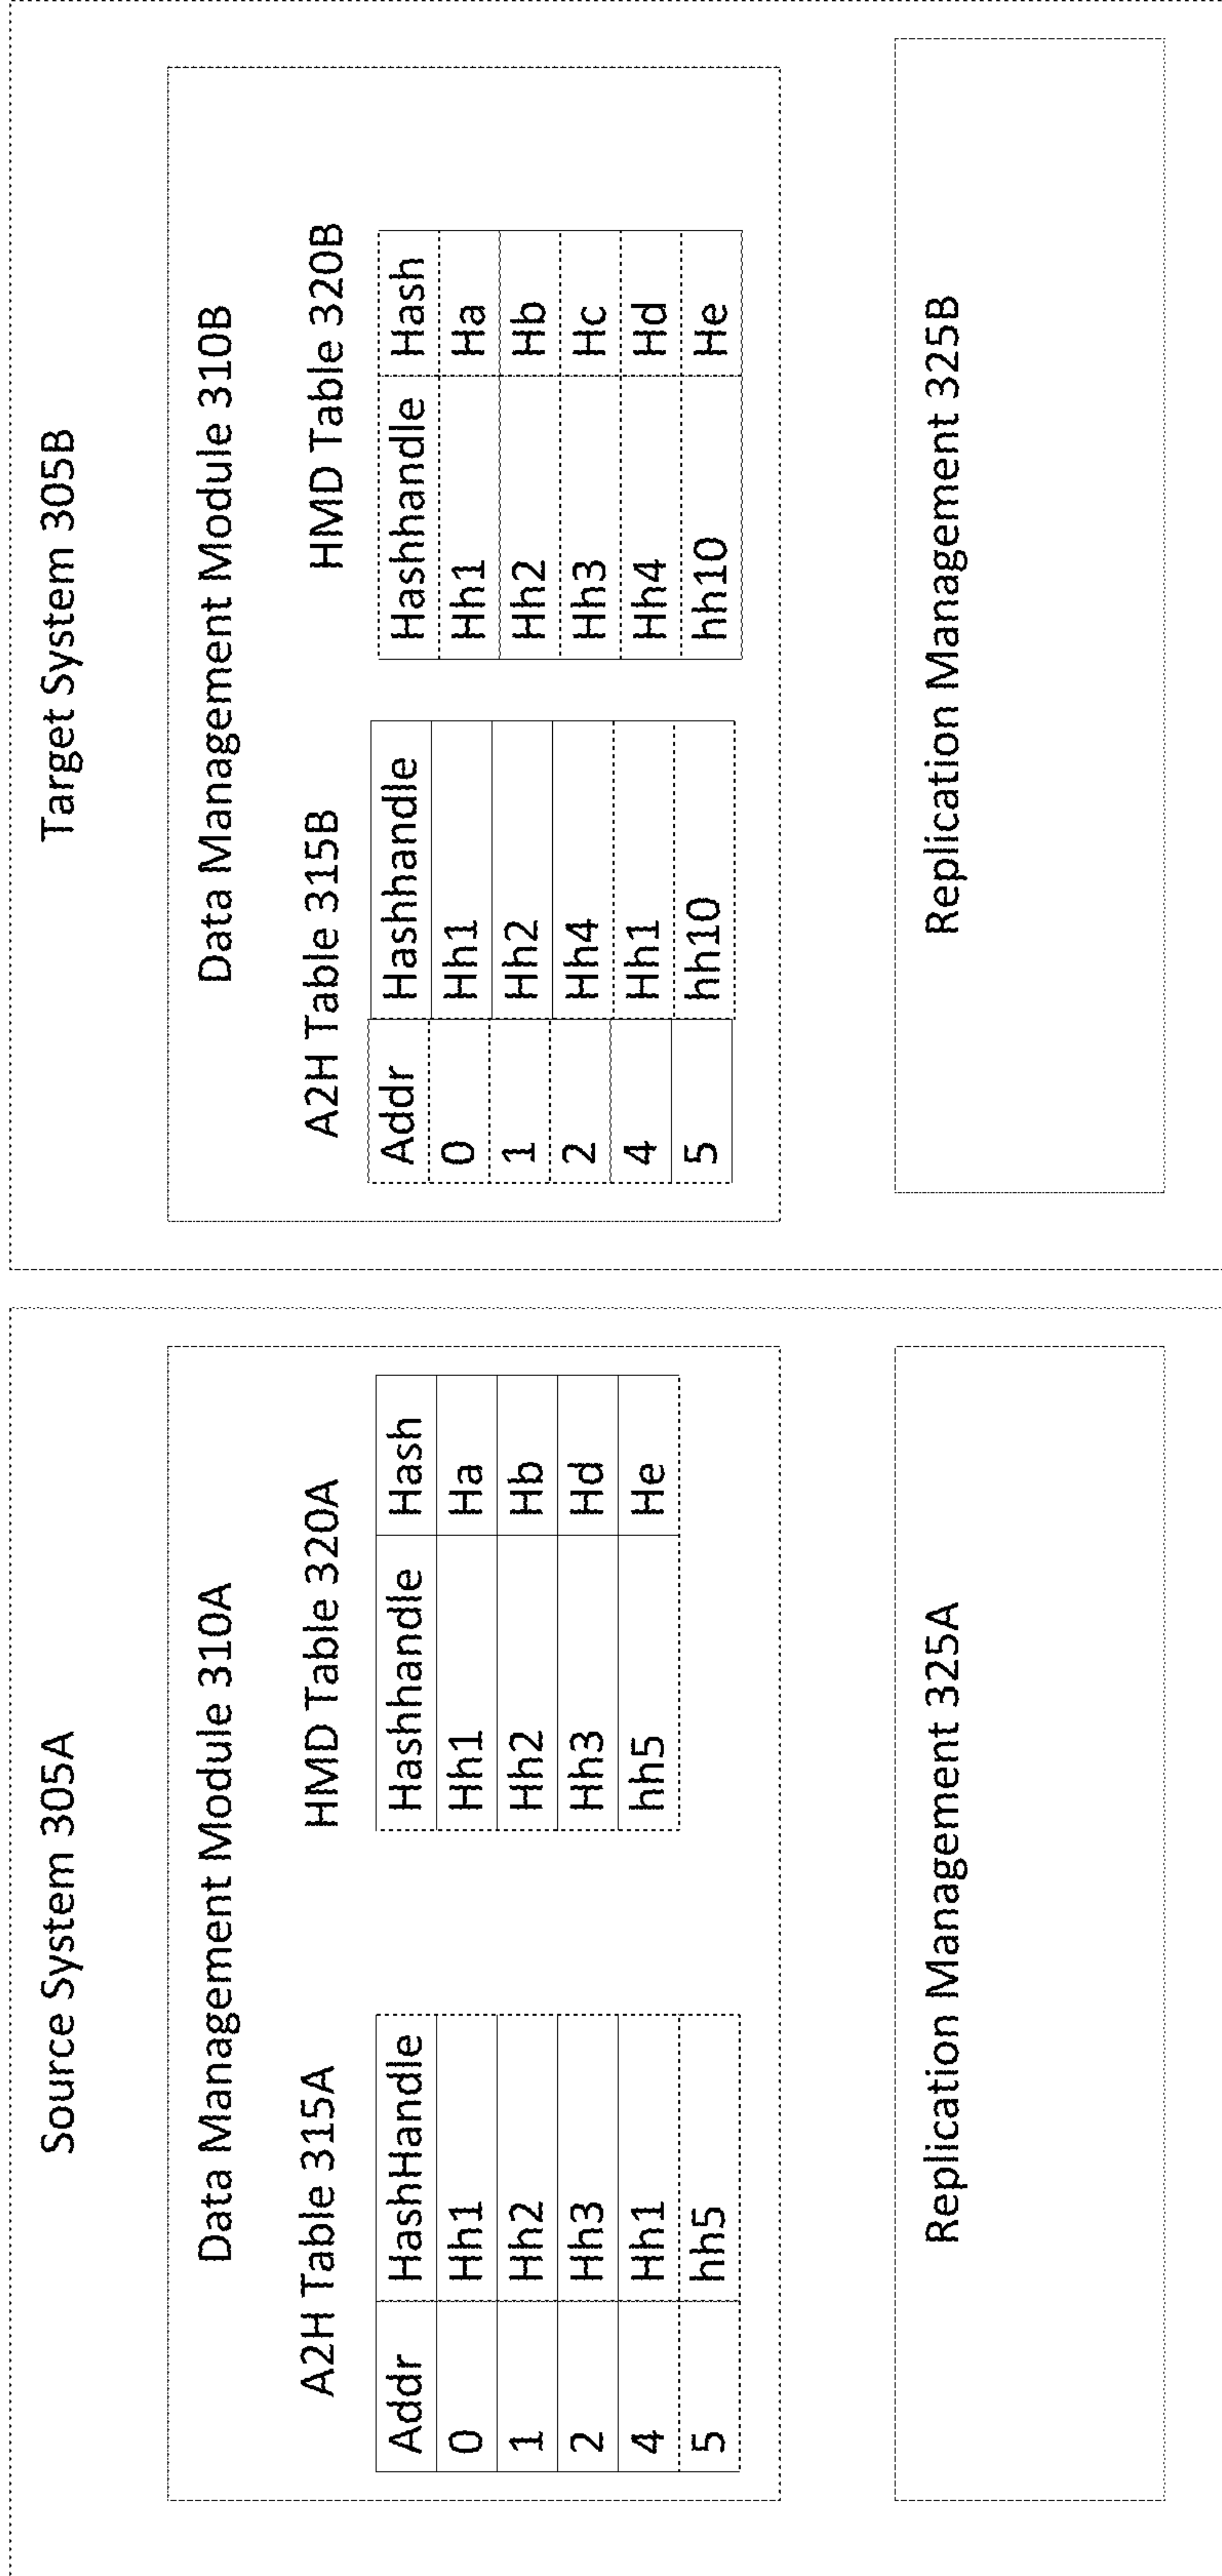 Source System 305A
Data Management Module 310A
A2H Table 315A
Addr HashHandle
0 Hh1
1 Hh2
2 Hh3
4 Hh1
5 hh5
HMD Table 320A
Hashhandle Hash
Hh1 Ha
Hh2 Hb
Hh3 Hd
hh5 He
Replication Management 325A
Target System 305B
Data Management Module 310B
A2H Table 315B
Addr Hashhandle
0 Hh1
1 Hh2
2 Hh4
4 Hh1
5 hh10
HMD Table 320B
Hashhandle Hash
Hh1 Ha
Hh2 Hb
Hh3 Hc
Hh4 Hd
hh10 He
Replication Management 325B